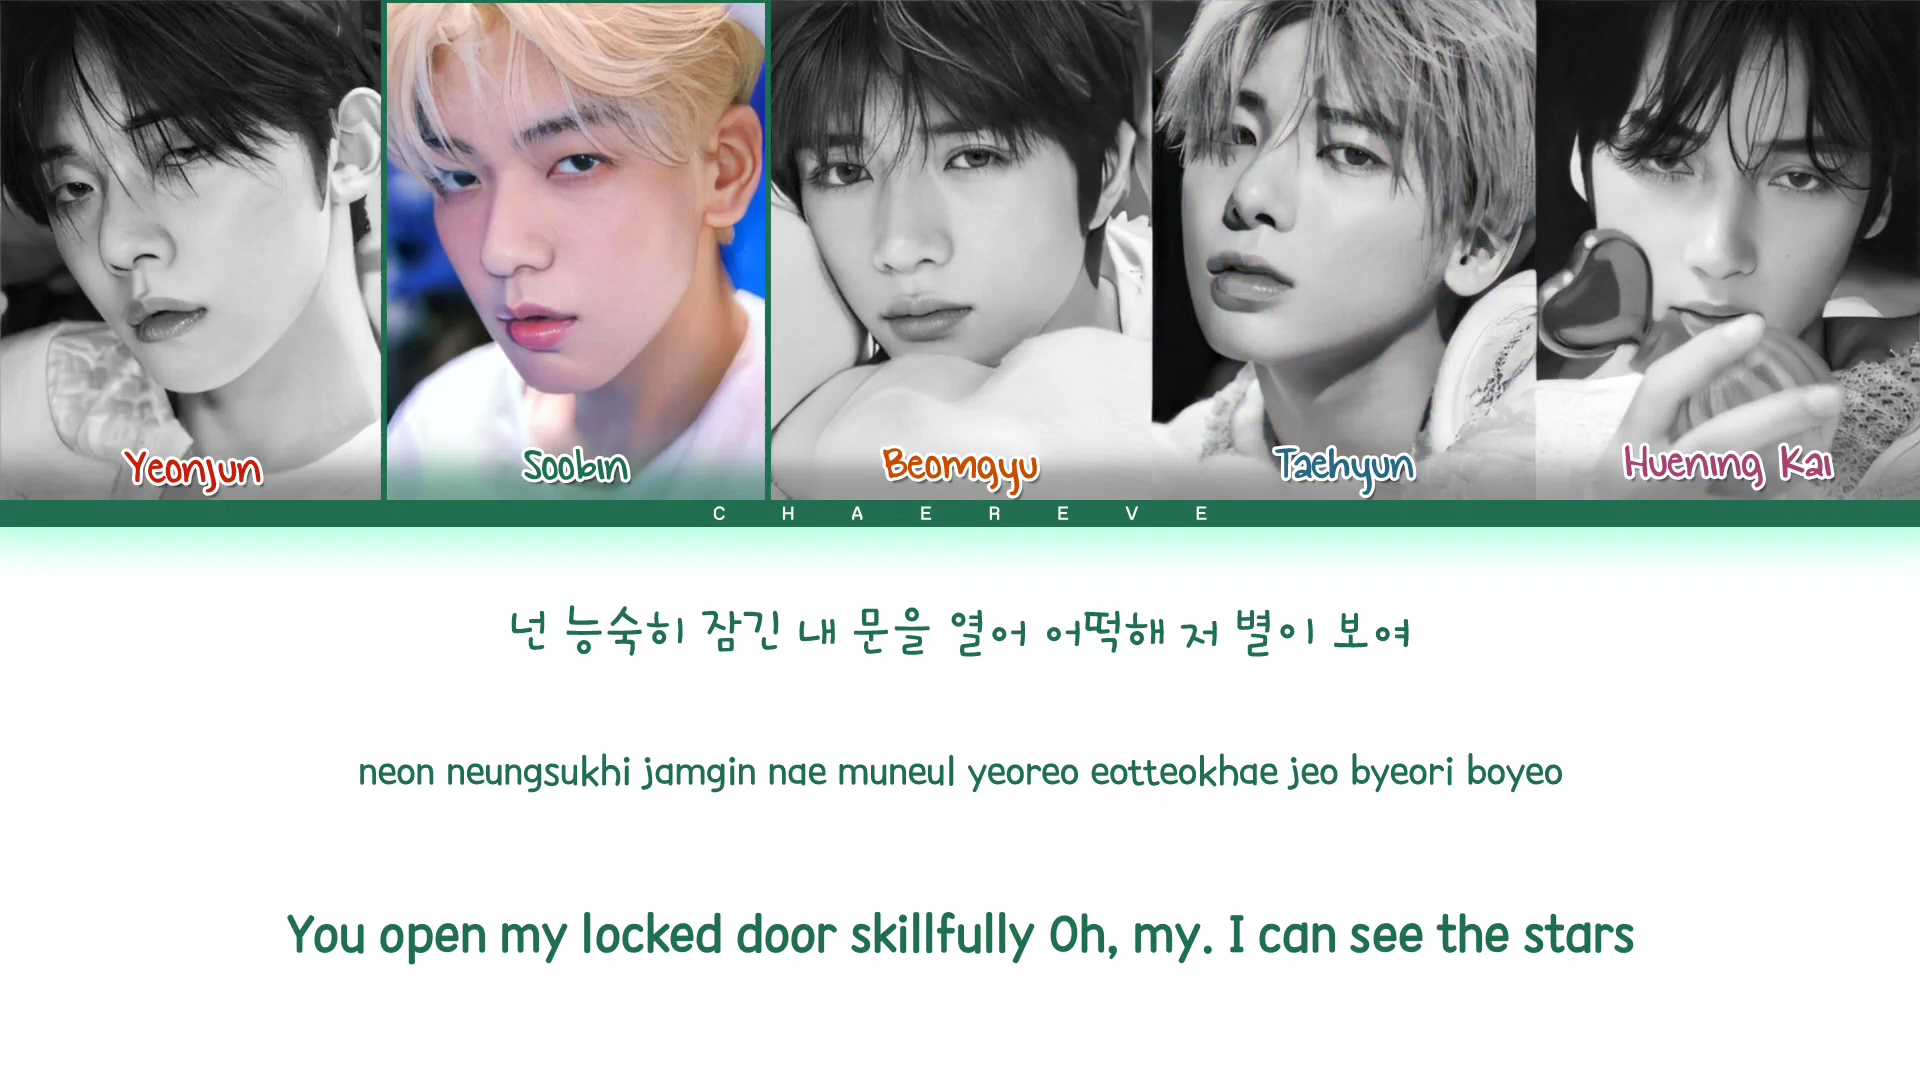 Yeonjun
Soobin
Beomgyu
Taehyun
Huening Kai
CHAEREVE
넌 능숙히 잠긴 내 문을 열어 어떡해 저 별이 보여
neon neungsukhi jamgin nae muneul yeoreo eotteokhae jeo byeori boyeo
You open my locked door skillfully Oh, my. I can see the stars